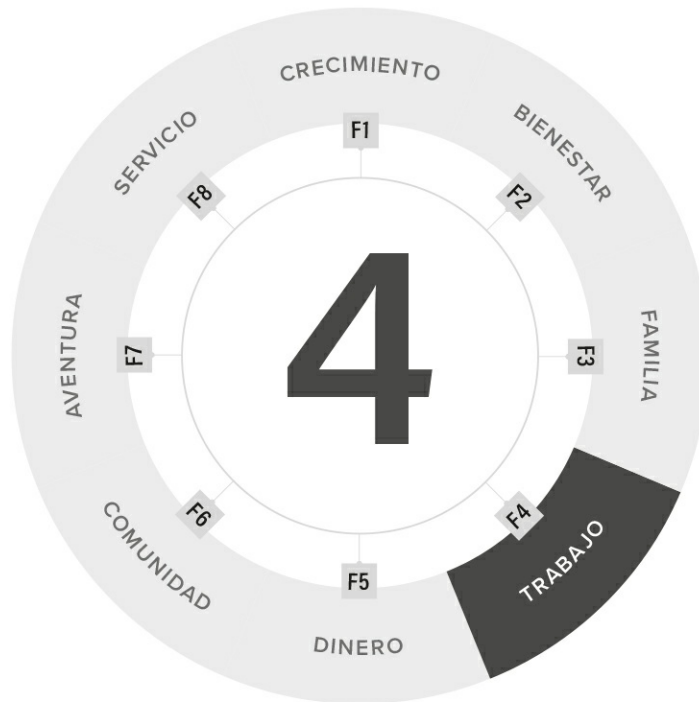 CRECIMIENTO
F1
BIENESTAR
F2
FAMILIA
F3
TRABAJO
F4
DINERO
F5
COMUNIDAD
F6
AVENTURA
F7
SERVICIO
F8
4